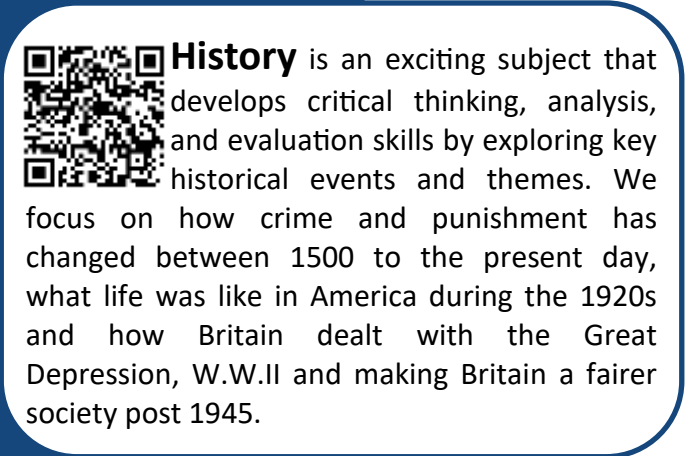 History is an exciting subject that
develops critical thinking, analysis,
and evaluation skills by exploring key
historical events and themes. We
focus on how crime and punishment has
changed between 1500 to the present day,
what life was like in America during the 1920s
and how Britain dealt with the Great
Depression, W.W.II and making Britain a fairer
society post 1945.